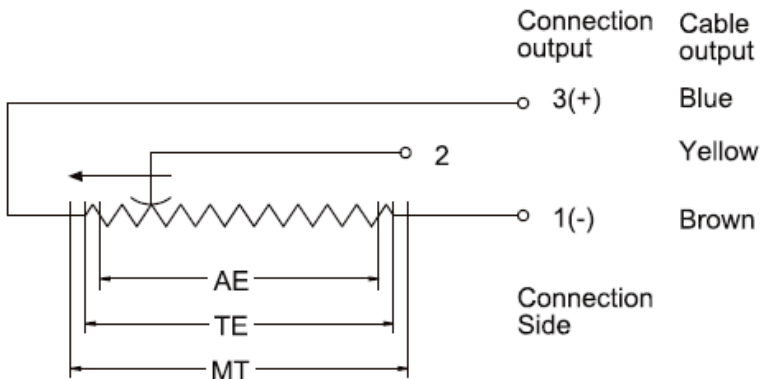 Connection output
Cable output
3(+) Blue
2 Yellow
1(-) Brown
AE
TE
MT
Connection Side